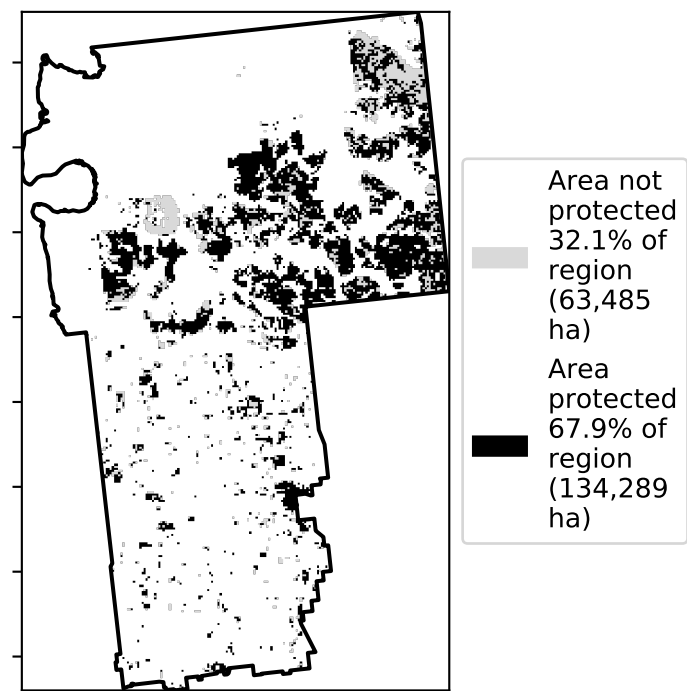 Area not
protected
32.1% of
region
(63,485
ha)
Area
protected
67.9% of
region
(134,289
ha)